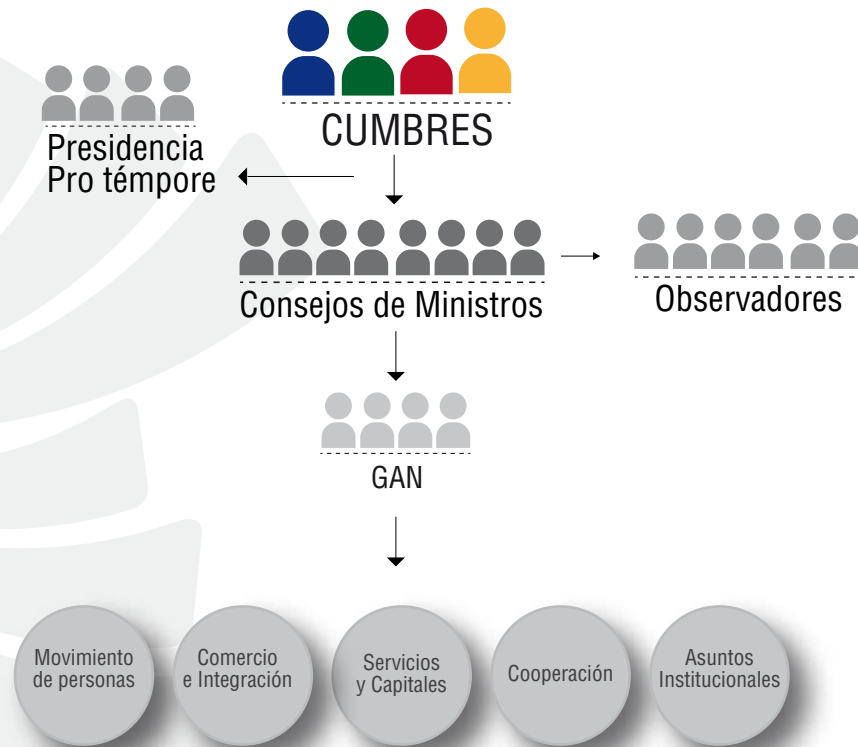 CUMBRES
Presidencia
Pro témpore
Consejos de Ministros
Observadores
GAN
Movimiento
de personas
Comercio
e Integración
Servicios
y Capitales
Cooperación
Asuntos
Institucionales